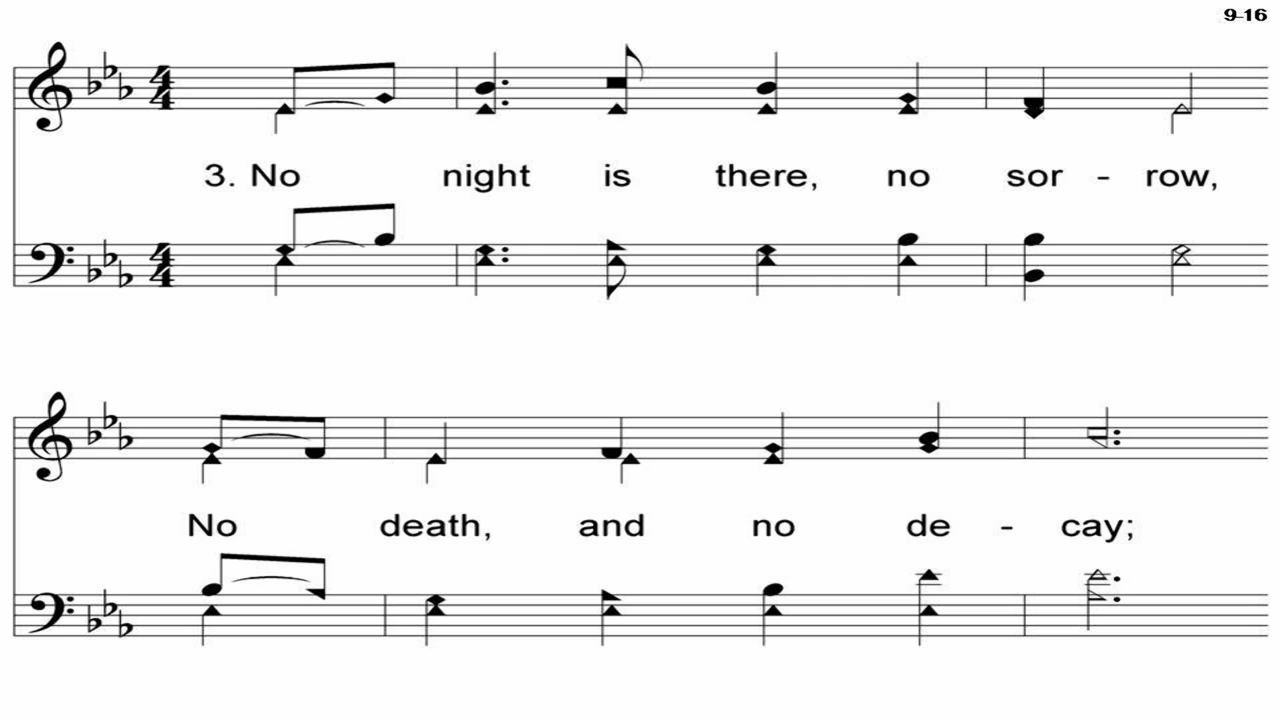 9-16
3. No night is there, no sor - row,
No death, and no de - cay;